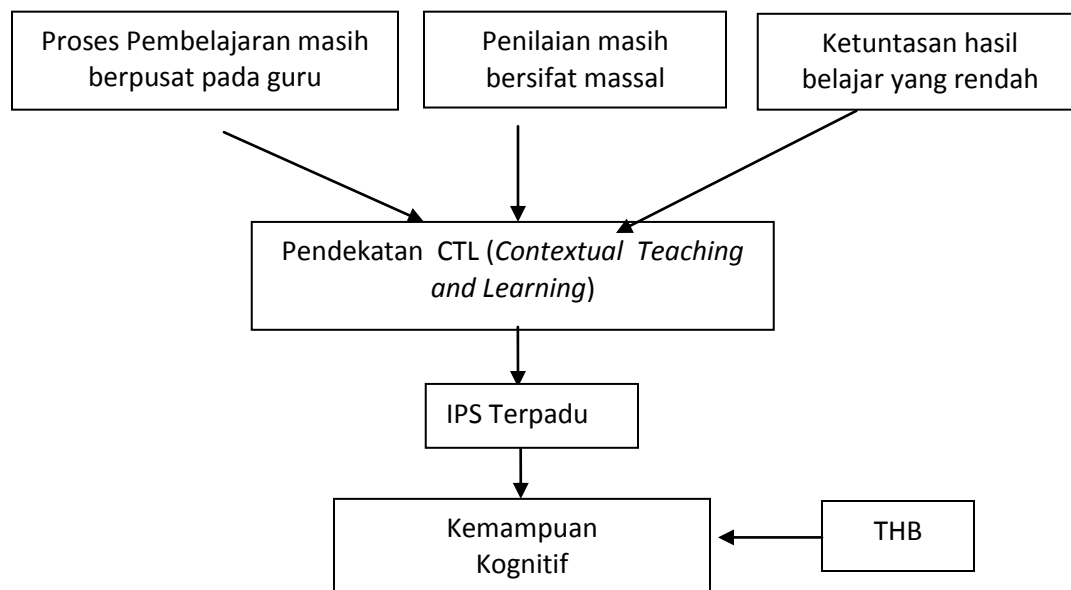 Proses Pembelajaran masih
berpusat pada guru
Penilaian masih
bersifat massal
Ketuntasan hasil
belajar yang rendah
Pendekatan CTL (Contextual Teaching
and Learning)
IPS Terpadu
Kemampuan
Kognitif
THB